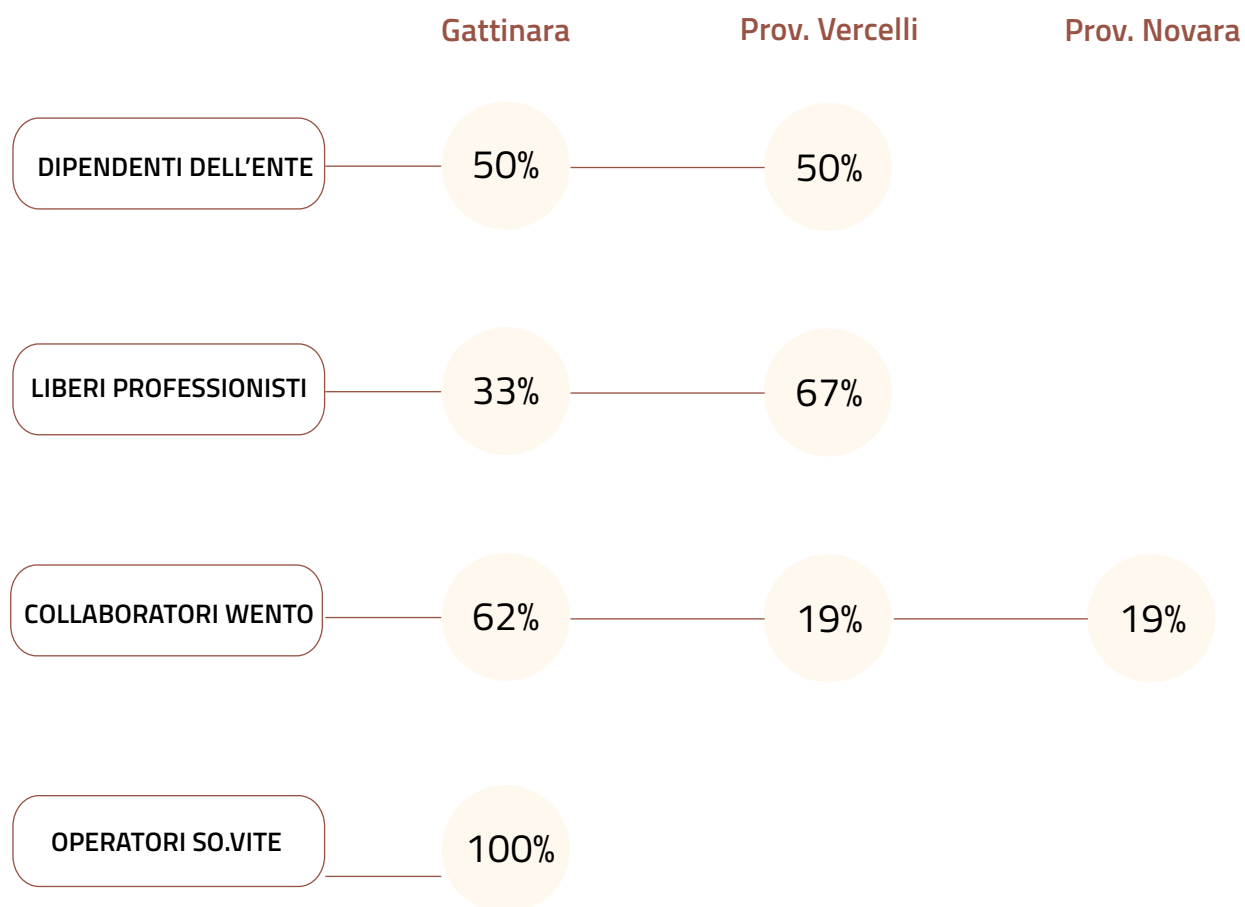 Gattinara Prov. Vercelli Prov. Novara
DIPENDENTI DELL'ENTE 50% 50%
LIBERI PROFESSIONISTI 33% 67%
COLLABORATORI WENTO 62% 19% 19%
OPERATORI SO.VITE 100%